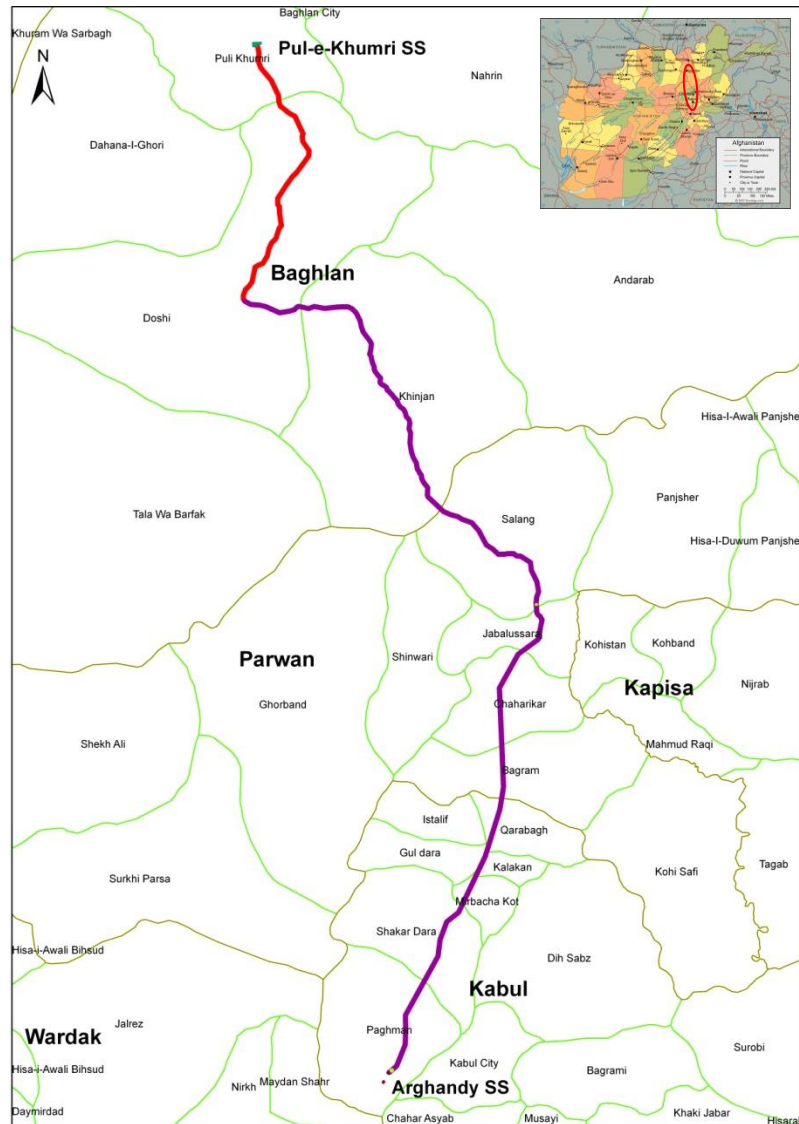 Baghlan City
Khuram Wa Sarbagh
Pul-e-Khumri SS
Puli Khumri
N
Nahrin
Dahana-I-Ghori
Afghanistan
Baghlan
Andarab
Doshi
Khinjan
Hisa-I-Awali Panjsher
Panjsher
Tala Wa Barfak
Salang
Hisa-I-Duwum Panjsher
Jabalussara
Kohistan
Kohband
Parwan
Shinwari
Kapisa
Nijrab
Ghorband
Chaharikar
Shekh Ali
Mahmud Raqi
Bagram
Istalif
Qarabagh
Gul dara
Kalakan
Kohi Safi
Tagab
Surkhi Parsa
Mirbacha Kot
Shakar Dara
Hisa-i-Awali Bihsud
Dih Sabz
Kabul
Jalrez
Paghman
Wardak
Surobi
Kabul City
Hisa-i-Awali Bihsud
Bagrami
Nirkh
Maydan Shahr
Arghandy SS
Daymirdad
Chahar Asyab
Musayi
Khaki Jabar
Hisarak